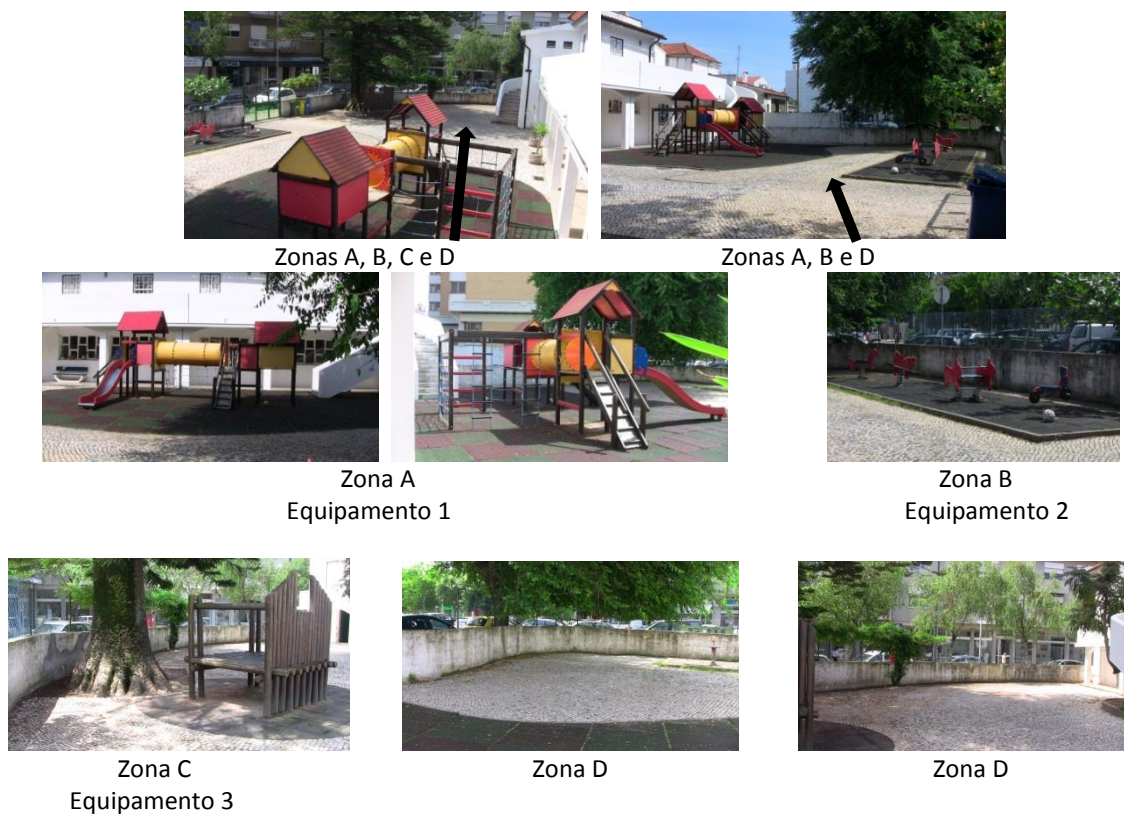 Zonas A, B, C e D
Zonas A, B e D
Zona A
Equipamento 1
Zona B
Equipamento 2
Zona C
Equipamento 3
Zona D
Zona D